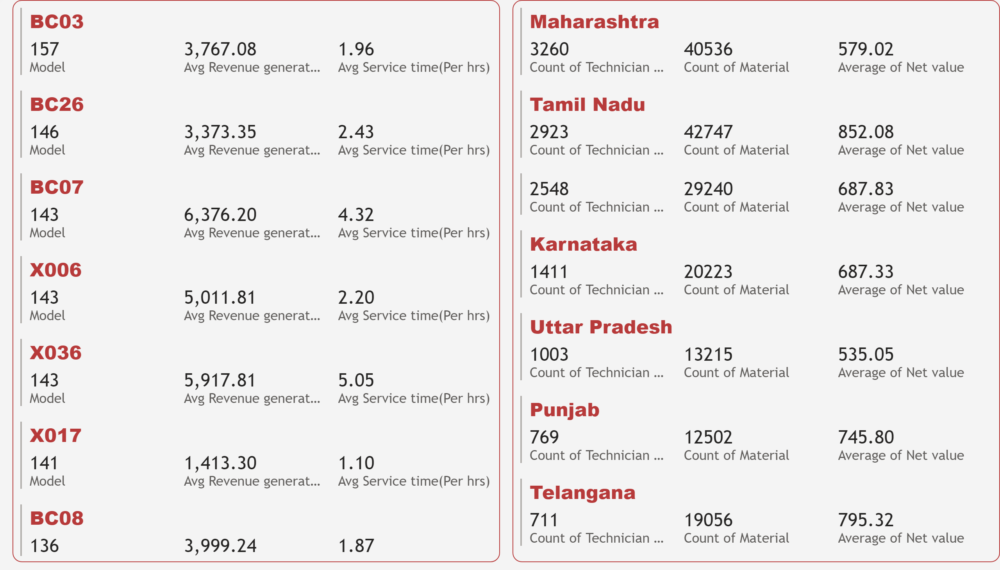 BC03
157 3,767.08 1.96
Model Avg Revenue generat... Avg Service time(Per hrs)
BC26
146 3,373.35 2.43
Model Avg Revenue generat... Avg Service time(Per hrs)
BC07
143 6,376.20 4.32
Model Avg Revenue generat... Avg Service time(Per hrs)
X006
143 5,011.81 2.20
Model Avg Revenue generat... Avg Service time(Per hrs)
X036
143 5,917.81 5.05
Model Avg Revenue generat... Avg Service time(Per hrs)
X017
141 1,413.30 1.10
Model Avg Revenue generat... Avg Service time(Per hrs)
BC08
136 3,999.24 1.87
Maharashtra
3260 40536 579.02
Count of Technician ... Count of Material Average of Net value
Tamil Nadu
2923 42747 852.08
Count of Technician ... Count of Material Average of Net value
2548 29240 687.83
Count of Technician ... Count of Material Average of Net value
Karnataka
1411 20223 687.33
Count of Technician ... Count of Material Average of Net value
Uttar Pradesh
1003 13215 535.05
Count of Technician ... Count of Material Average of Net value
Punjab
769 12502 745.80
Count of Technician ... Count of Material Average of Net value
Telangana
711 19056 795.32
Count of Technician ... Count of Material Average of Net value